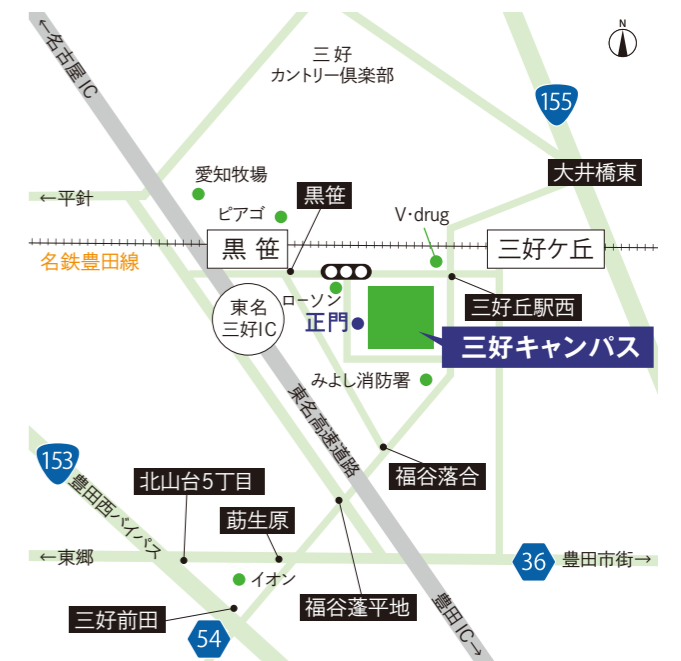 N
←名古屋IC
三好
カントリー倶楽部
155
大井橋東
愛知牧場
←平針
黒笹
ピアゴ
V・drug
黒笹
三好ケ丘
名鉄豊田線
東名
三好IC
ローソン
正門
三好丘駅西
三好キャンパス
みよし消防署
東名高速道路
153
豊田西バイパス
北山台5丁目
福谷落合
莇生原
←東郷
36
豊田市街→
イオン
三好前田
福谷蓬平地
54
豊田IC→